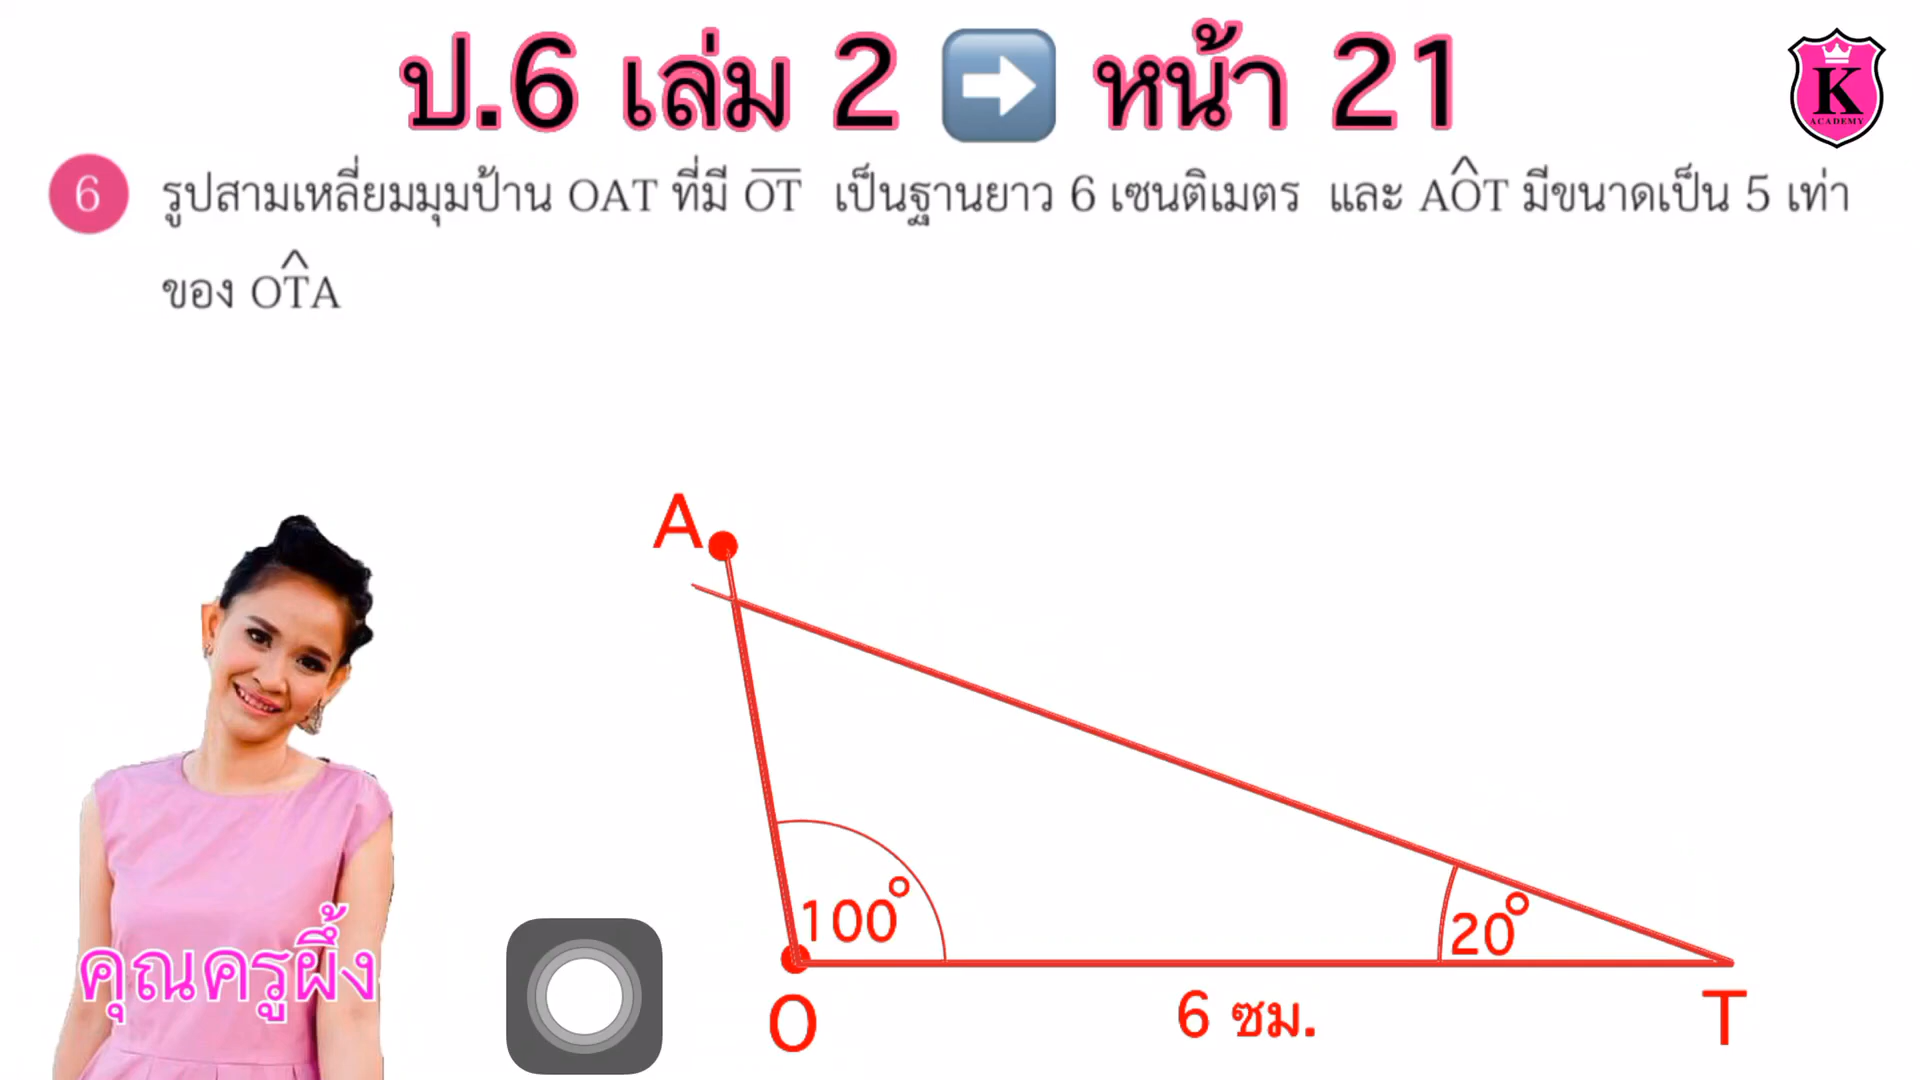 ป.6 เล่ม 2 ➡ หน้า 21
K
ACADEMY
6 รูปสามเหลี่ยมมุมป้าน OAT ที่มี O͞T͞ เป็นฐานยาว 6 เซนติเมตร และ AÔT มีขนาดเป็น 5 เท่า
ของ OT̂A
A
100°
20°
O
6 ซม.
T
คุณครูผึ้ง